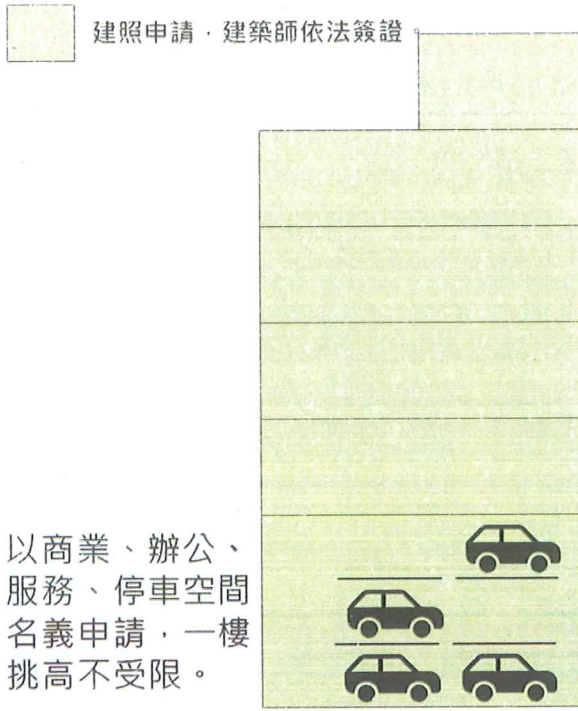 建照申請，建築師依法簽證。
以商業、辦公、
服務、停車空間
名義申請，一樓
挑高不受限。